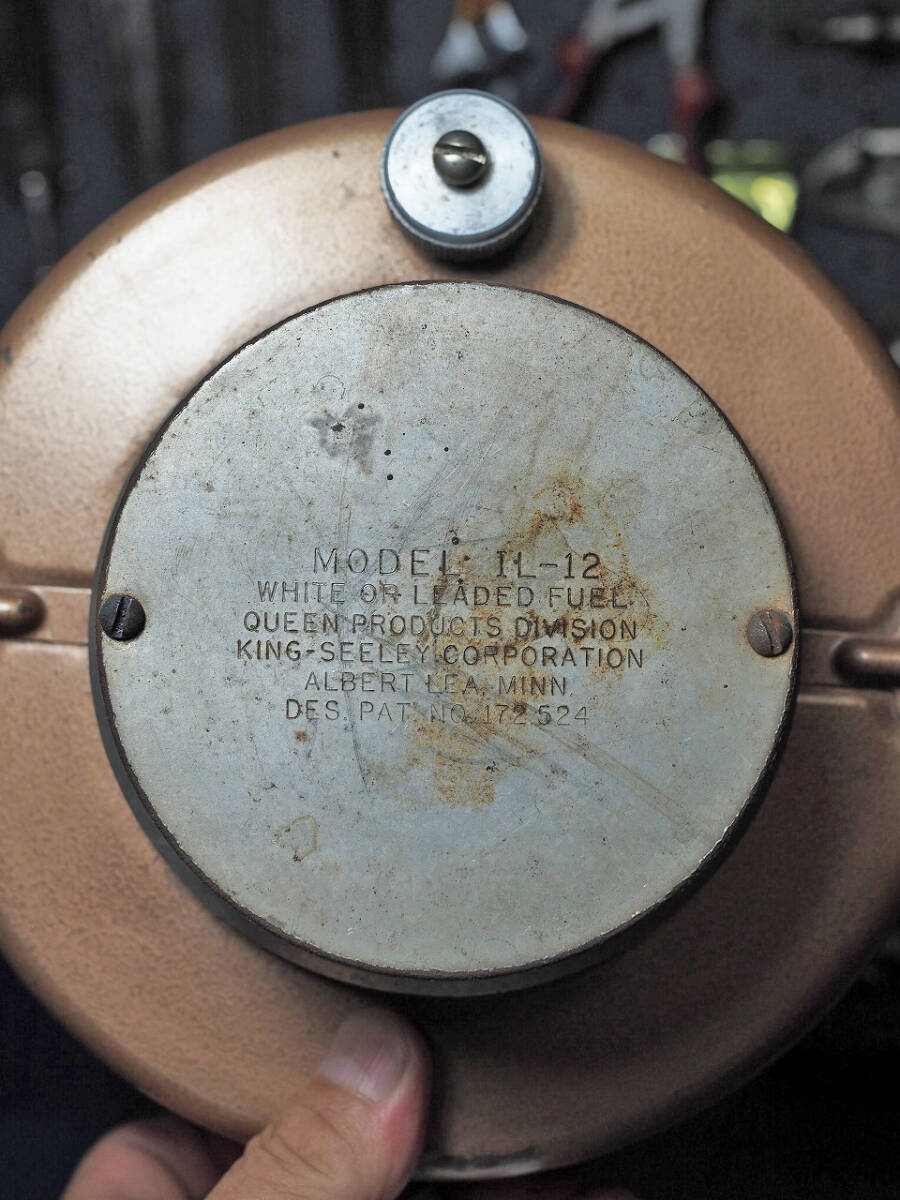 MODEL IL-12
WHITE OR LEADED FUEL
QUEEN PRODUCTS DIVISION
KING-SEELEY CORPORATION
ALBERT LEA, MINN.
DES. PAT. NO. 172 524